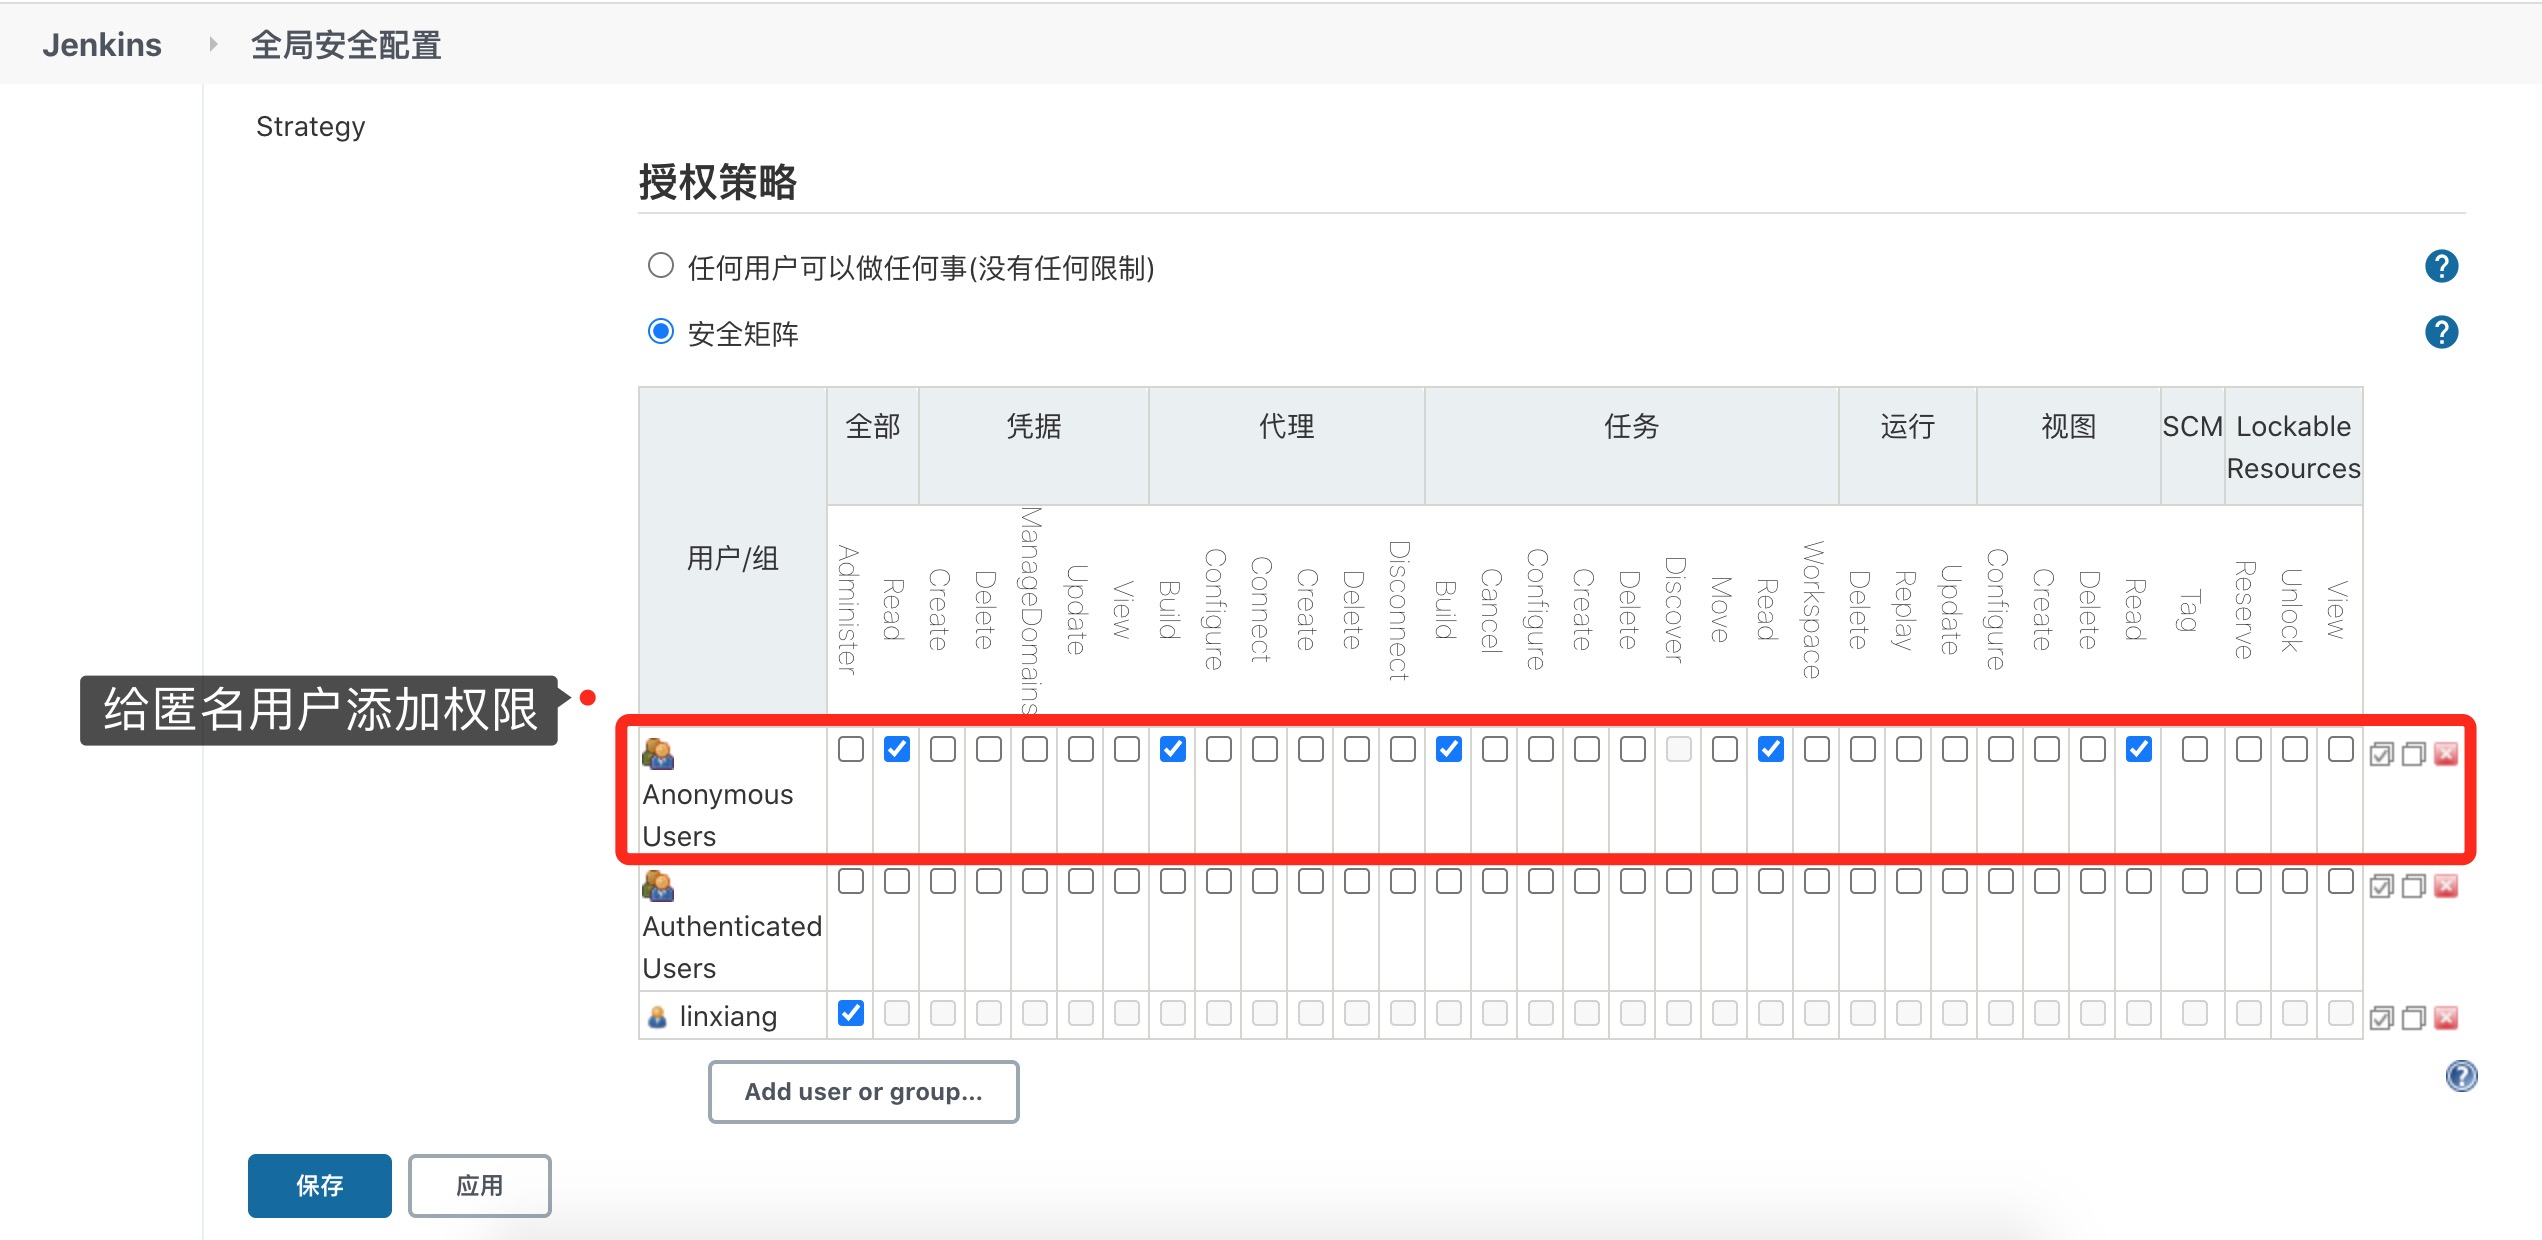 Jenkins
全局安全配置
Strategy
授权策略
任何用户可以做任何事(没有任何限制)
安全矩阵
用户/组
全部
凭据
代理
任务
运行
视图
SCM
Lockable
Resources
Administer
Read
Create
Delete
ManageDomains
Update
View
Build
Configure
Connect
Create
Delete
Disconnect
Build
Cancel
Configure
Create
Delete
Discover
Move
Read
Workspace
Delete
Replay
Update
Configure
Create
Delete
Read
Tag
Reserve
Unlock
View
给匿名用户添加权限
Anonymous
Users
Authenticated
Users
linxiang
Add user or group...
保存
应用